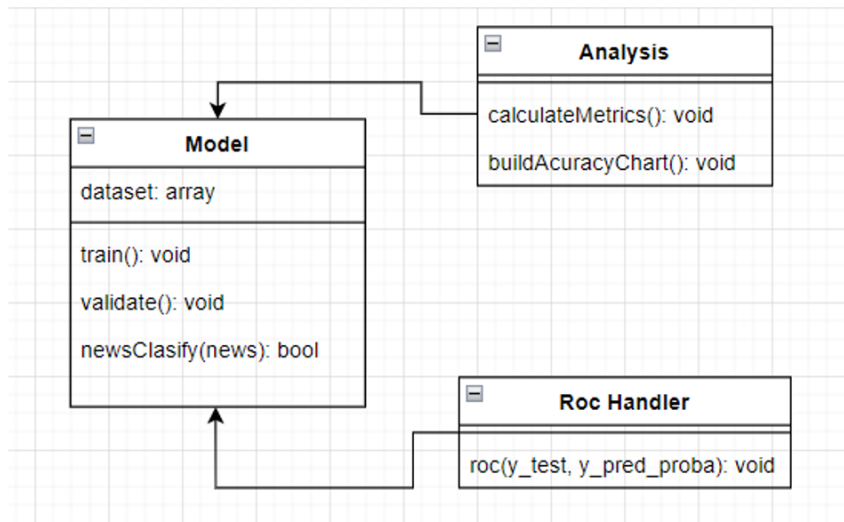 Analysis
calculateMetrics(): void
buildAcuracyChart(): void
Model
dataset: array
train(): void
validate(): void
newsClasify(news): bool
Roc Handler
roc(y_test, y_pred_proba): void